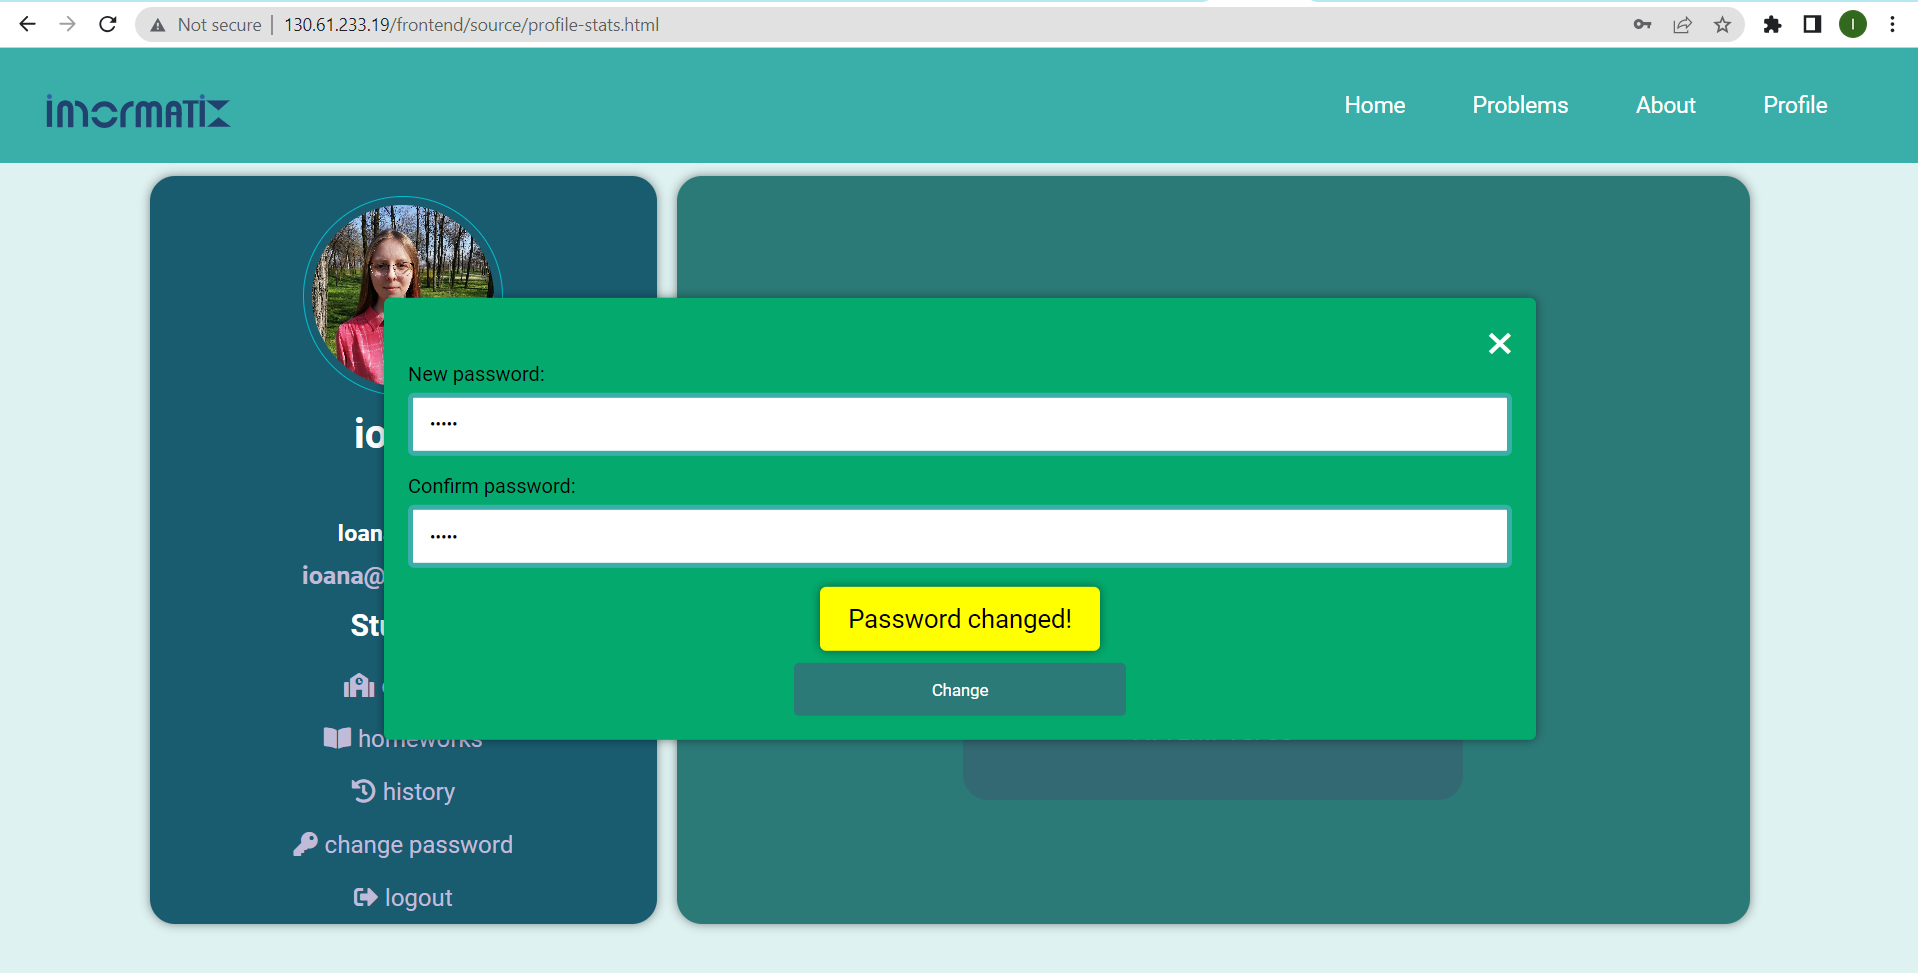 Not secure | 130.61.233.19/frontend/source/profile-stats.html
I
imormatix
Home Problems About Profile
New password:
•••••
Confirm password:
•••••
Password changed!
Change
io
Ioan
ioana@
Stu
homeworks
history
change password
logout